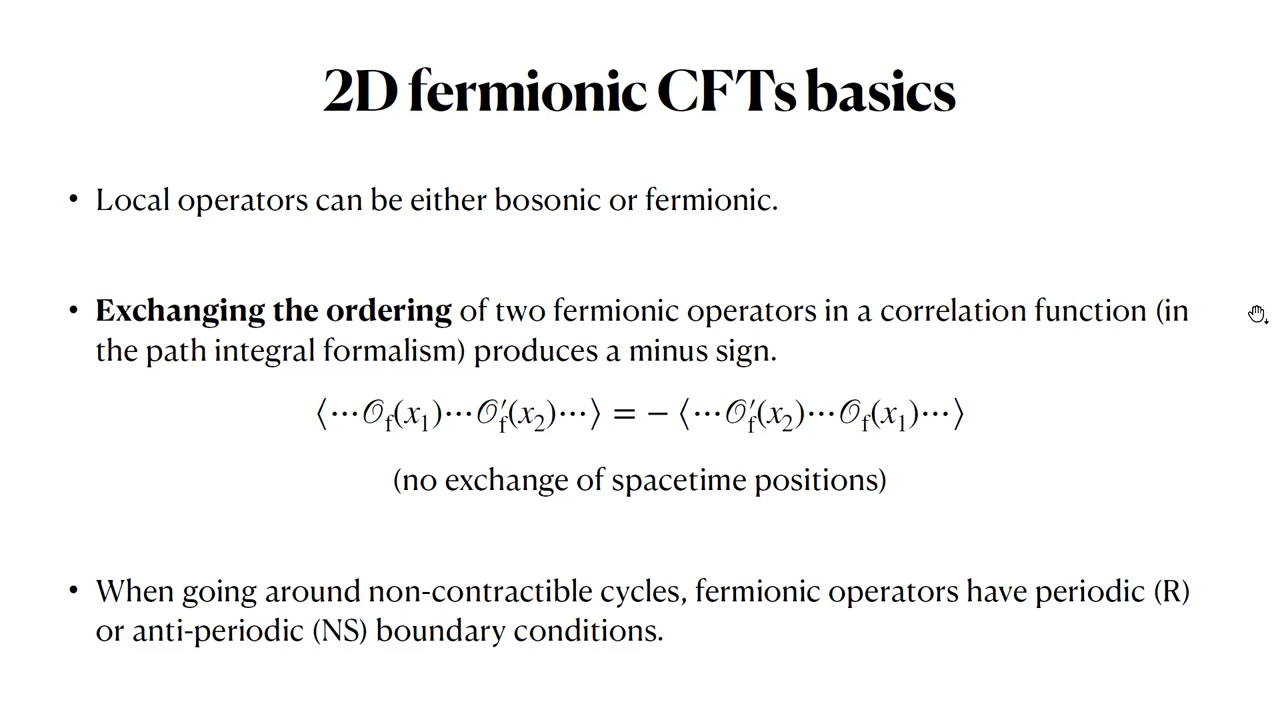 2D fermionic CFTs basics
• Local operators can be either bosonic or fermionic.
• Exchanging the ordering of two fermionic operators in a correlation function (in
the path integral formalism) produces a minus sign.
⟨⋯𝒪f(x1)⋯𝒪′f(x2)⋯⟩ = − ⟨⋯𝒪′f(x2)⋯𝒪f(x1)⋯⟩
(no exchange of spacetime positions)
• When going around non-contractible cycles, fermionic operators have periodic (R)
or anti-periodic (NS) boundary conditions.